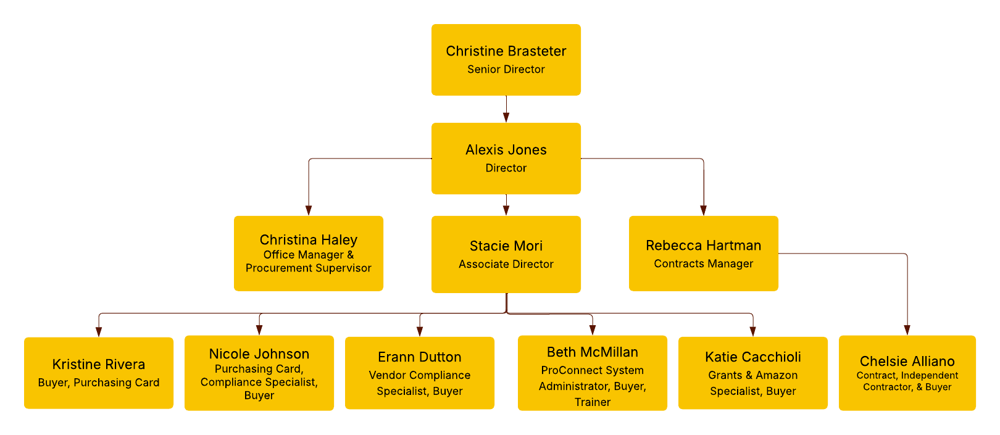 Christine Brasteter
Senior Director
Alexis Jones
Director
Christina Haley
Office Manager &
Procurement Supervisor
Stacie Mori
Associate Director
Rebecca Hartman
Contracts Manager
Kristine Rivera
Buyer, Purchasing Card
Nicole Johnson
Purchasing Card,
Compliance Specialist,
Buyer
Erann Dutton
Vendor Compliance
Specialist, Buyer
Beth McMillan
ProConnect System
Administrator, Buyer,
Trainer
Katie Cacchioli
Grants & Amazon
Specialist, Buyer
Chelsie Alliano
Contract, Independent
Contractor, & Buyer